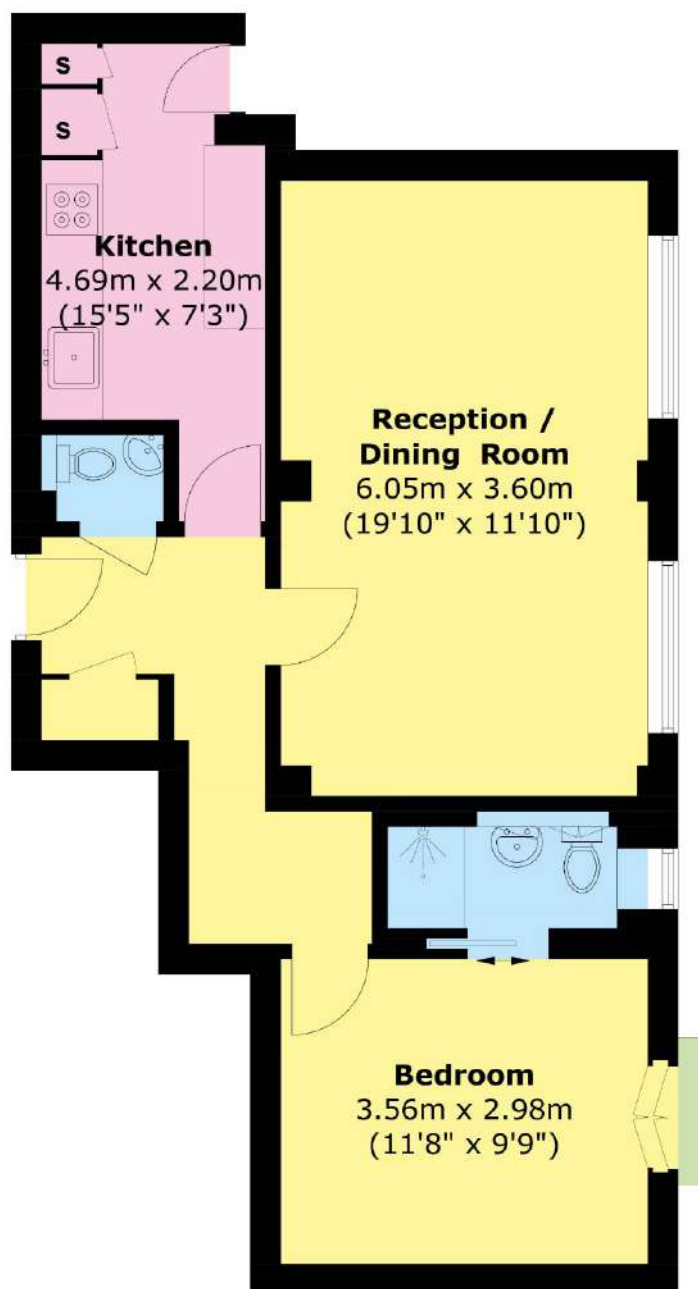 S
S
Kitchen
4.69m x 2.20m
(15'5" x 7'3")
Reception /
Dining Room
6.05m x 3.60m
(19'10" x 11'10")
Bedroom
3.56m x 2.98m
(11'8" x 9'9")